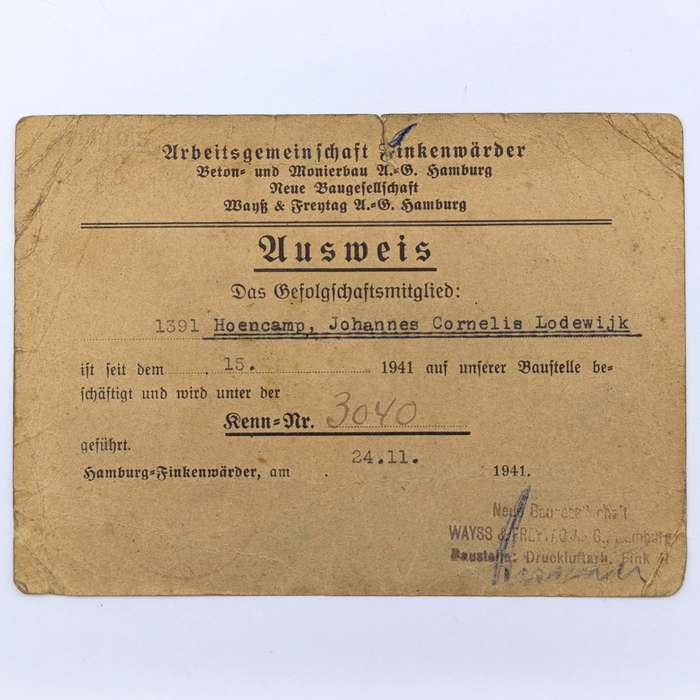 Arbeitsgemeinschaft Finkenwärder
Beton- und Monierbau A.-G. Hamburg
Neue Baugesellschaft
Wayß & Freytag A.-G. Hamburg
Ausweis
Das Gefolgschaftsmitglied:
1391 Hoencamp, Johannes Cornelis Lodewijk
ist seit dem 15. 1941 auf unserer Baustelle be-
schäftigt und wird unter der
Kenn-Nr. 3040
geführt.
Hamburg-Finkenwärder, am 24.11. 1941.
Neue Baugesellschaft
WAYSS & FREYTAG A. G., Hamburg
Baustelle: Druckluftarb. Fink